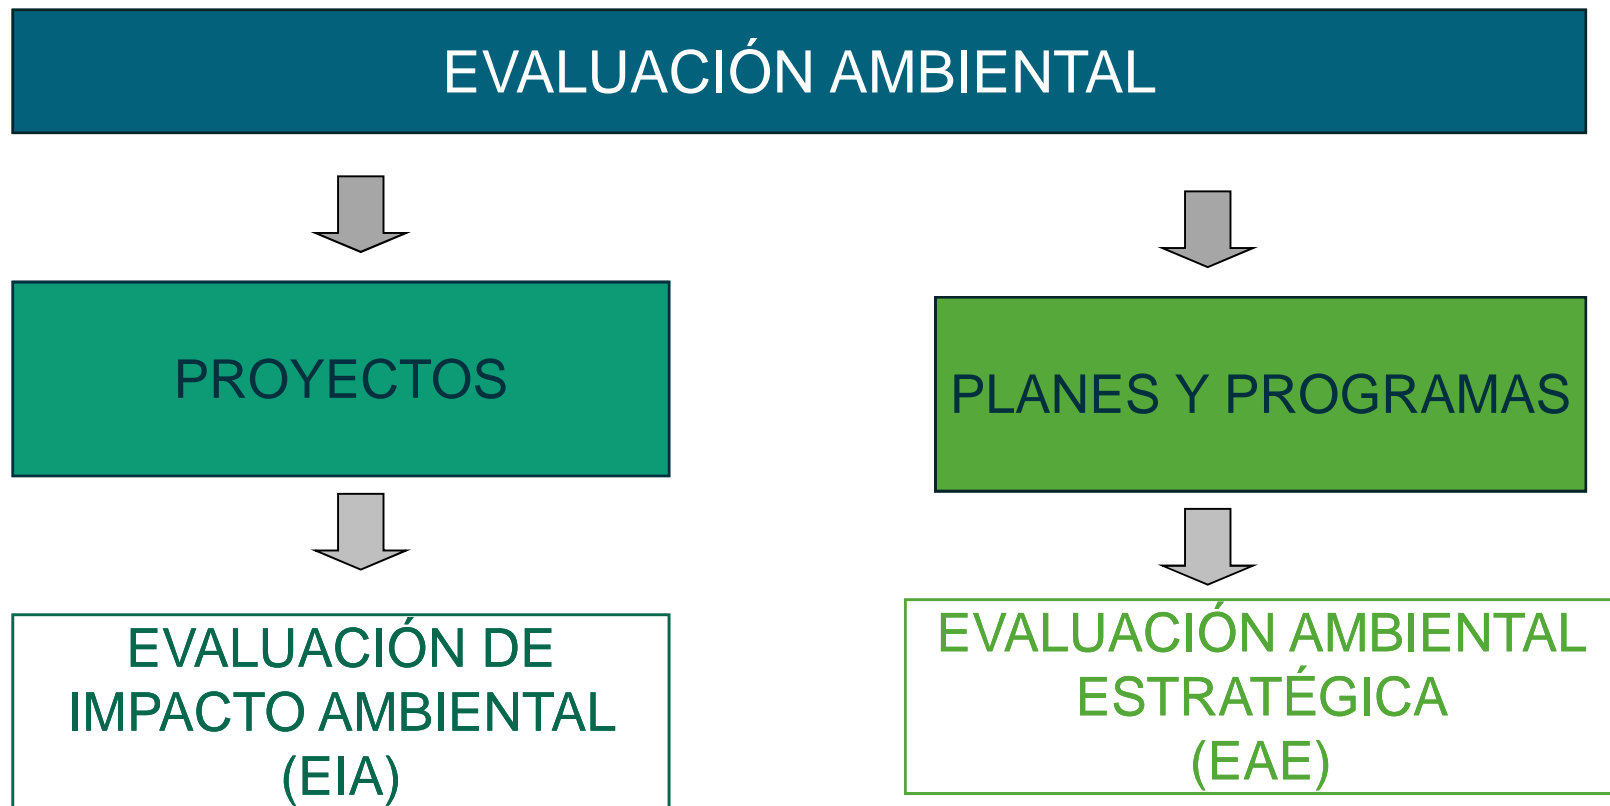 EVALUACIÓN AMBIENTAL
PROYECTOS
PLANES Y PROGRAMAS
EVALUACIÓN DE
IMPACTO AMBIENTAL
(EIA)
EVALUACIÓN AMBIENTAL
ESTRATÉGICA
(EAE)